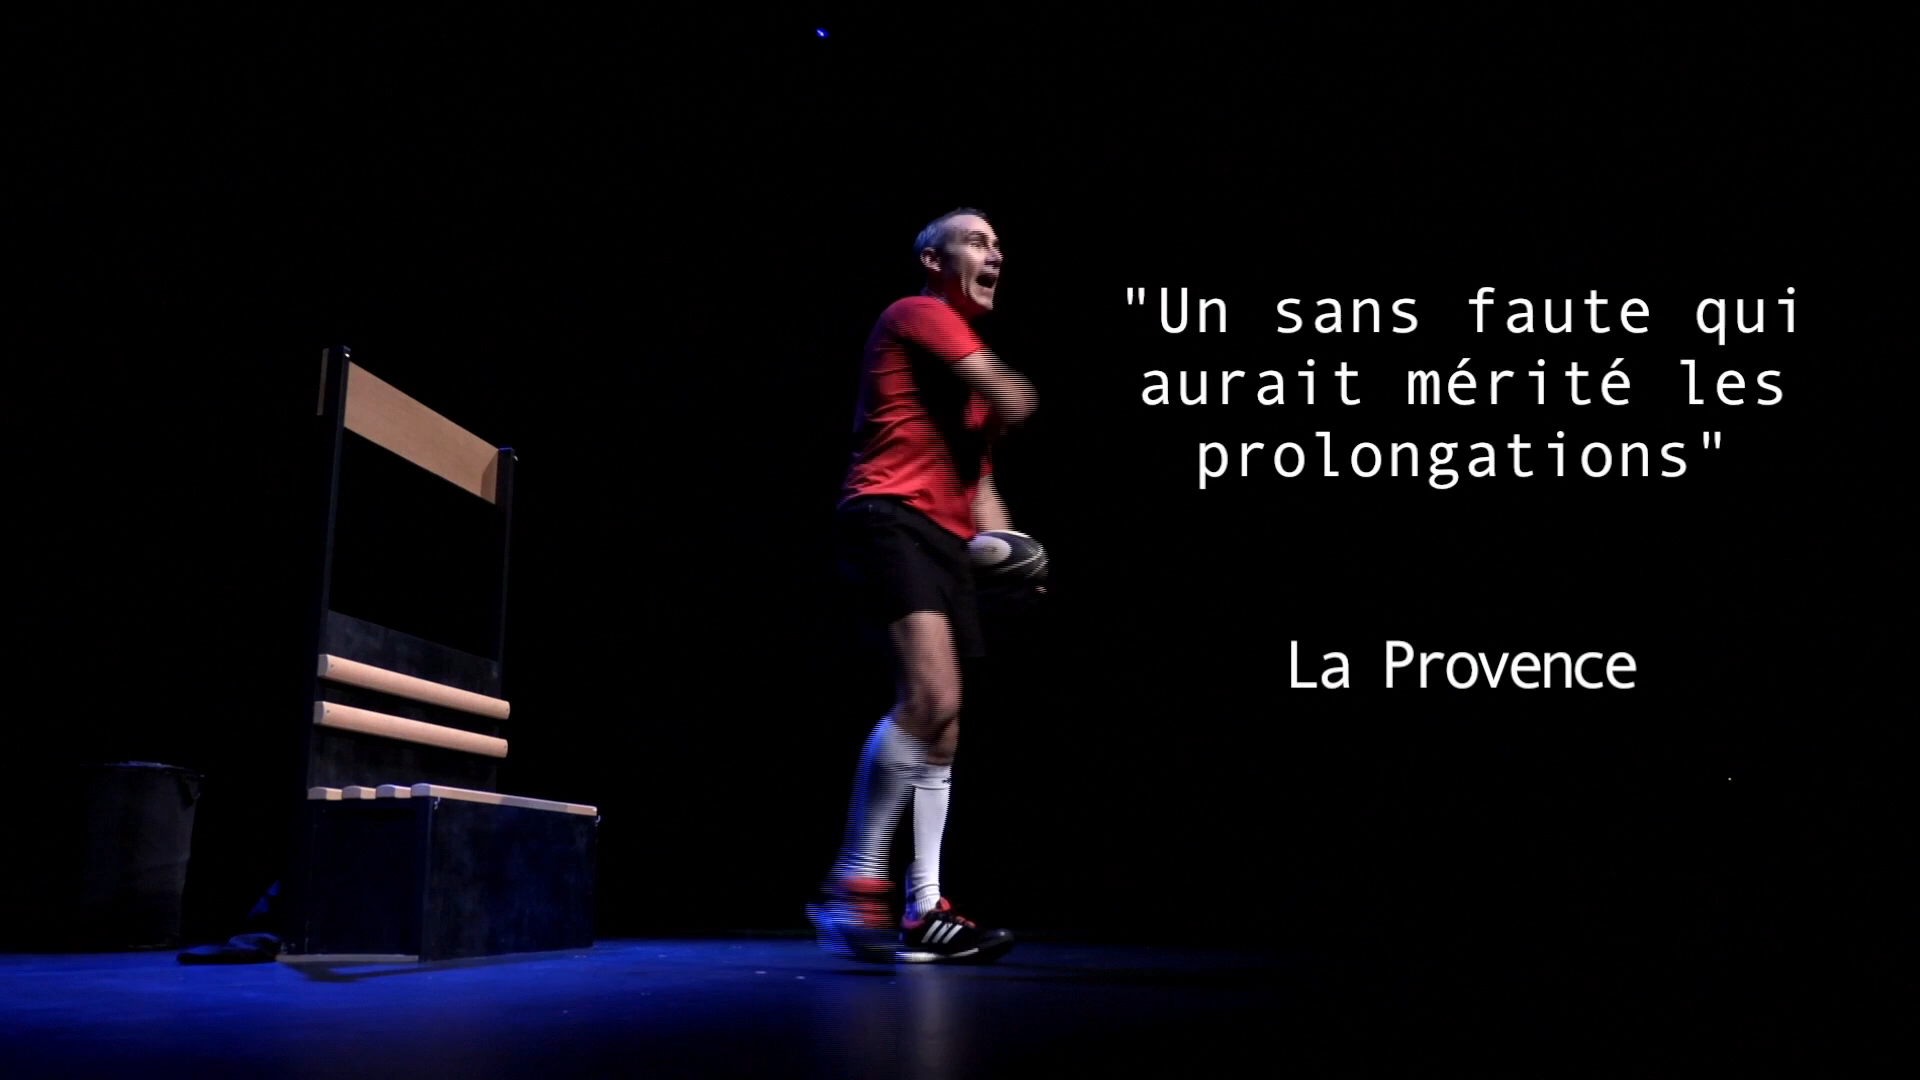 "Un sans faute qui
aurait mérité les
prolongations"
La Provence